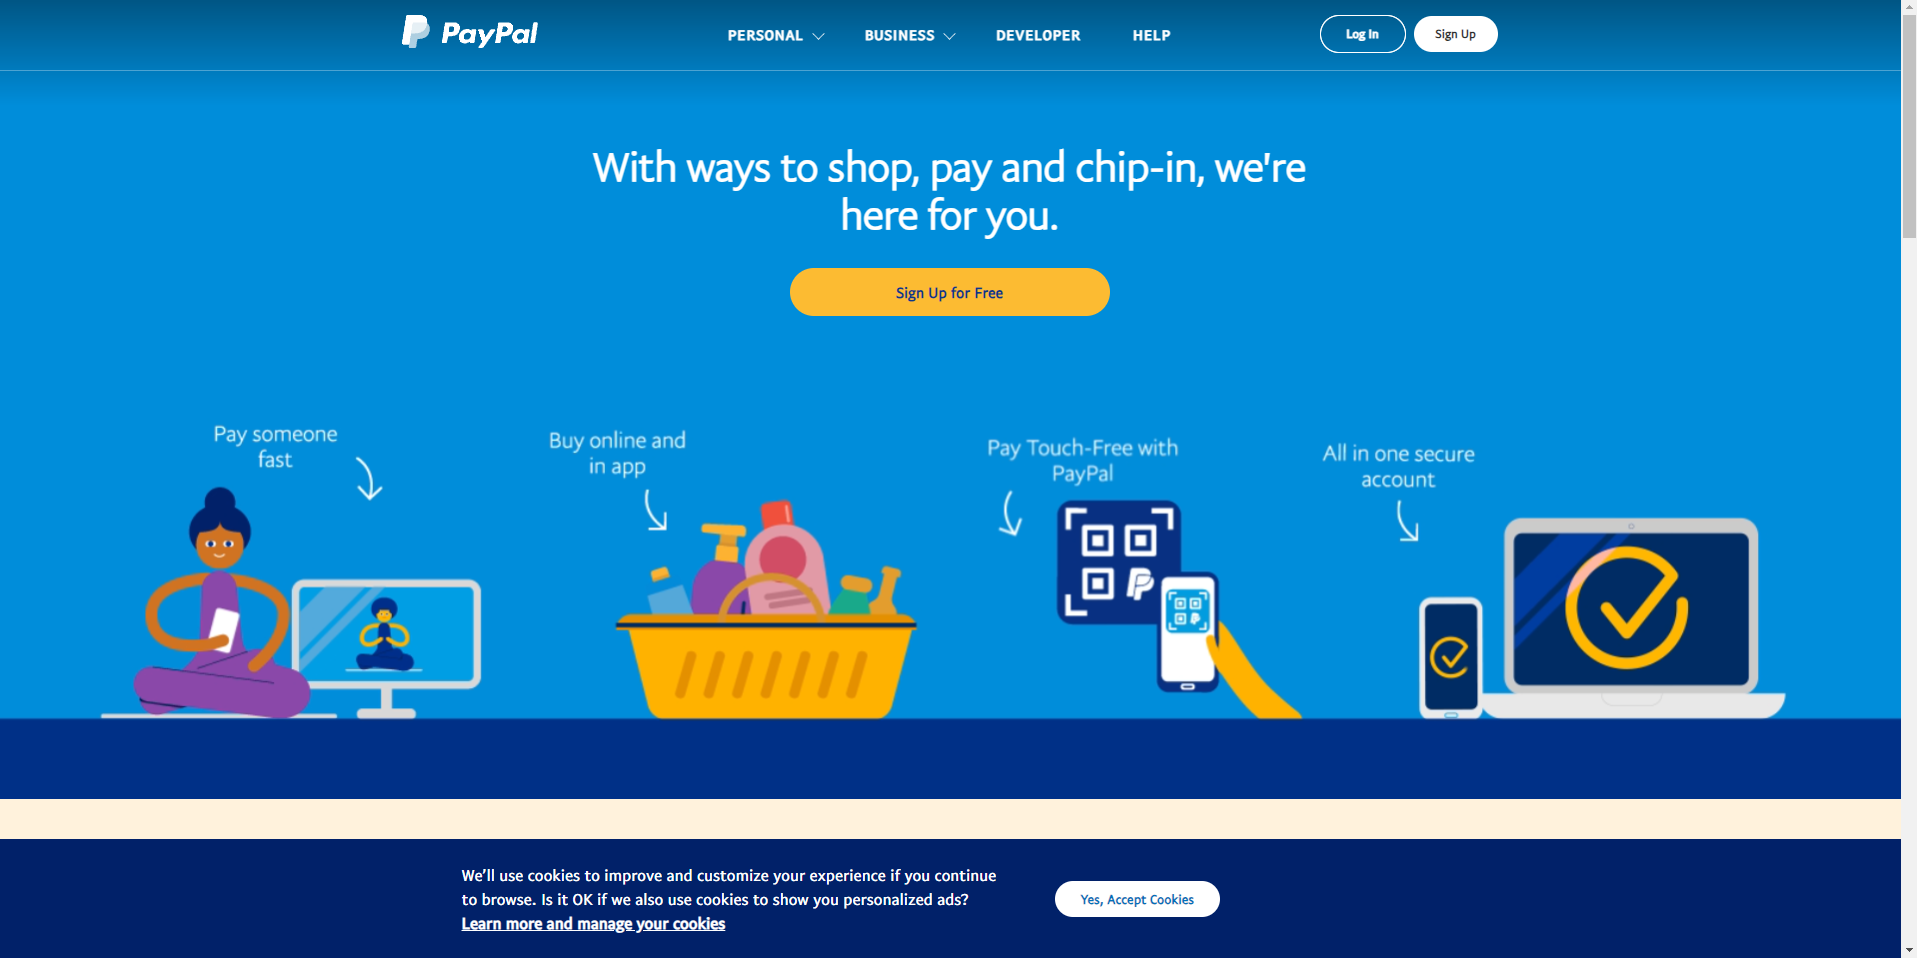 PayPal
PERSONAL
BUSINESS
DEVELOPER
HELP
Log In
Sign Up
With ways to shop, pay and chip-in, we're
here for you.
Sign Up for Free
Pay someone
fast
Buy online and
in app
Pay Touch-Free with
PayPal
All in one secure
account
We'll use cookies to improve and customize your experience if you continue
to browse. Is it OK if we also use cookies to show you personalized ads?
Learn more and manage your cookies
Yes, Accept Cookies